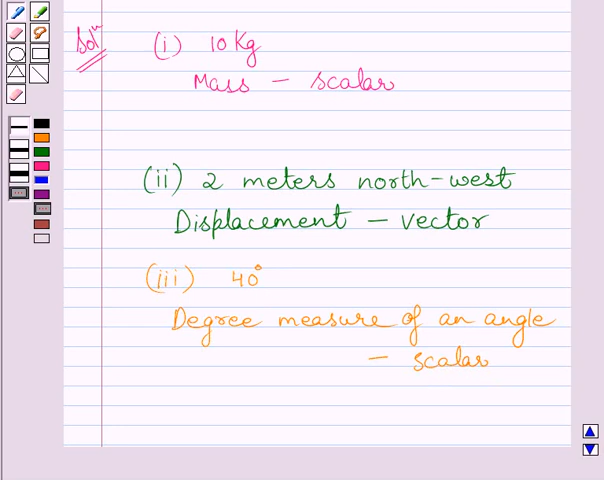 Solⁿ
(i) 10 Kg
Mass - scalar
(ii) 2 meters north-west
Displacement - vector
(iii) 40°
Degree measure of an angle
- scalar